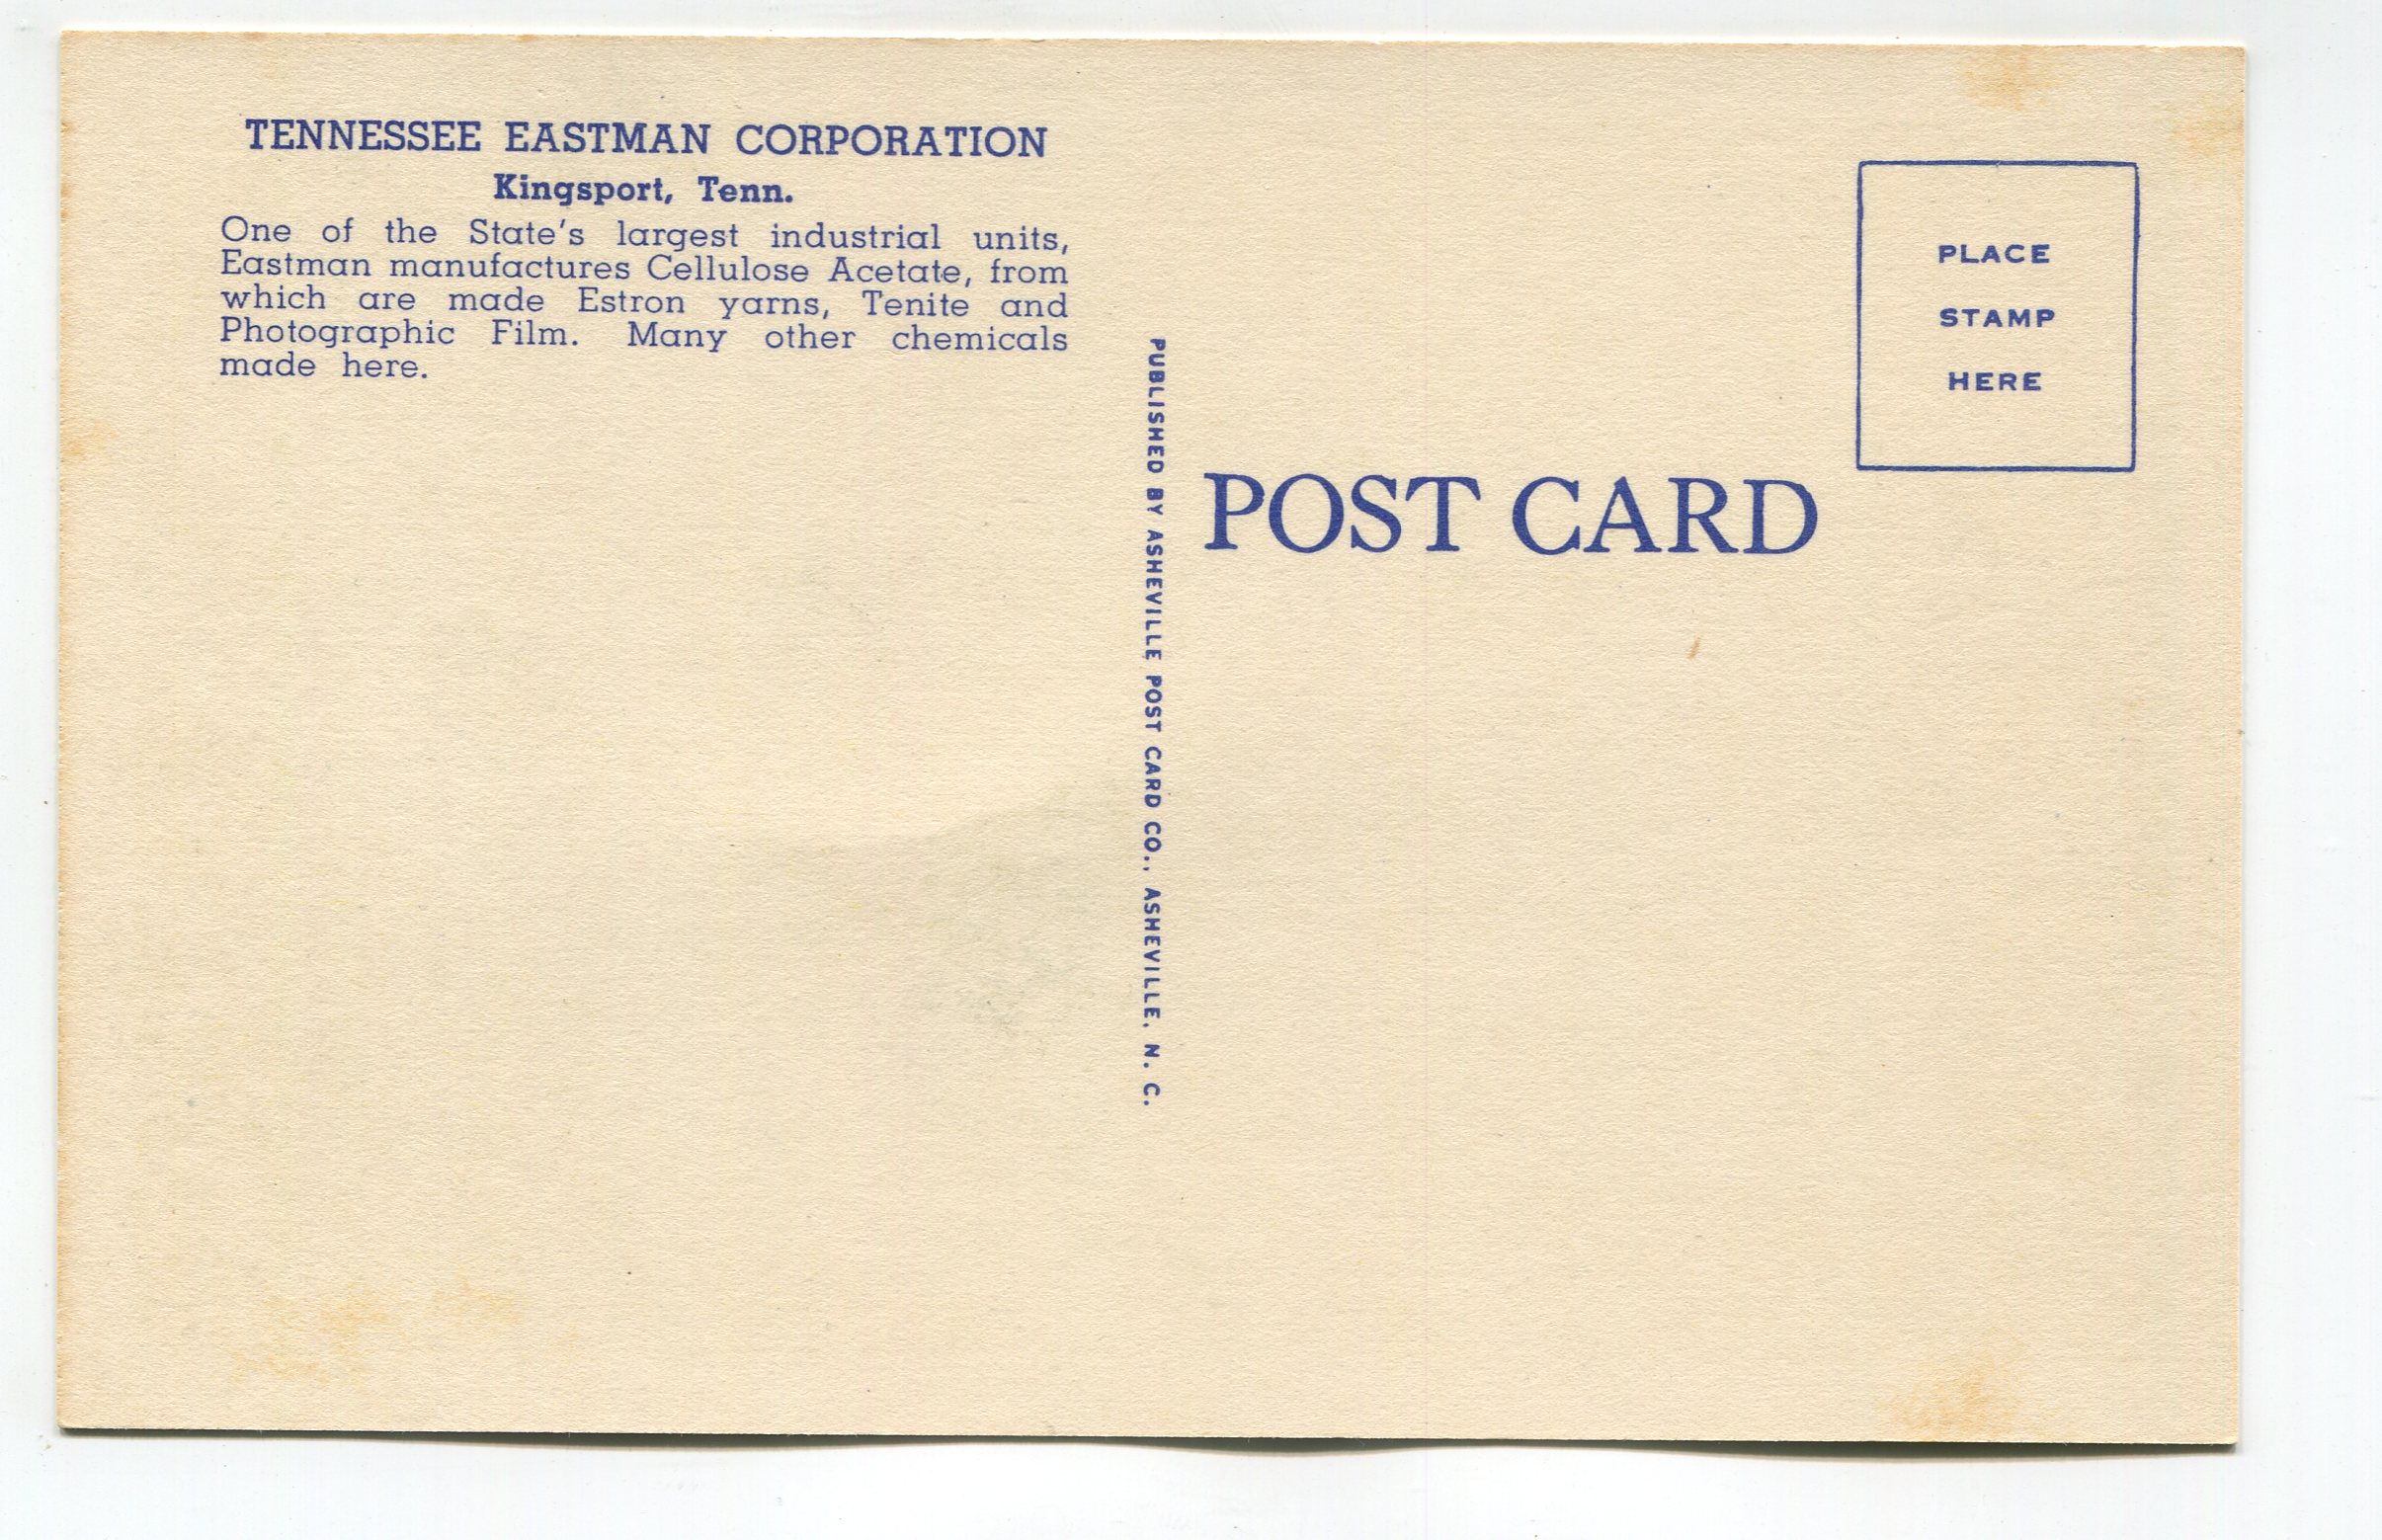 TENNESSEE EASTMAN CORPORATION
Kingsport, Tenn.
One of the State's largest industrial units,
Eastman manufactures Cellulose Acetate, from
which are made Estron yarns, Tenite and
Photographic Film. Many other chemicals
made here.
PUBLISHED BY ASHEVILLE POST CARD CO., ASHEVILLE, N. C.
POST CARD
PLACE
STAMP
HERE